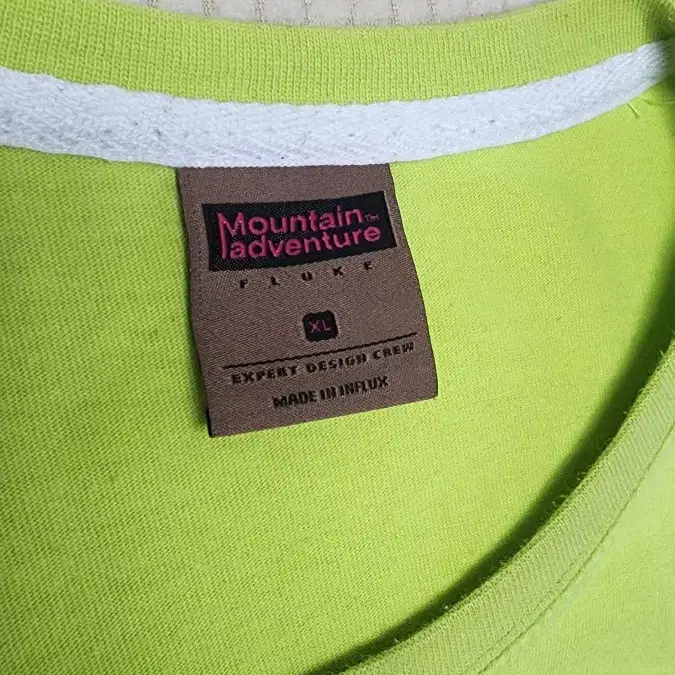 Mountain™
adventure
FLUKE
XL
EXPERT DESIGN CREW
MADE IN INFLUX